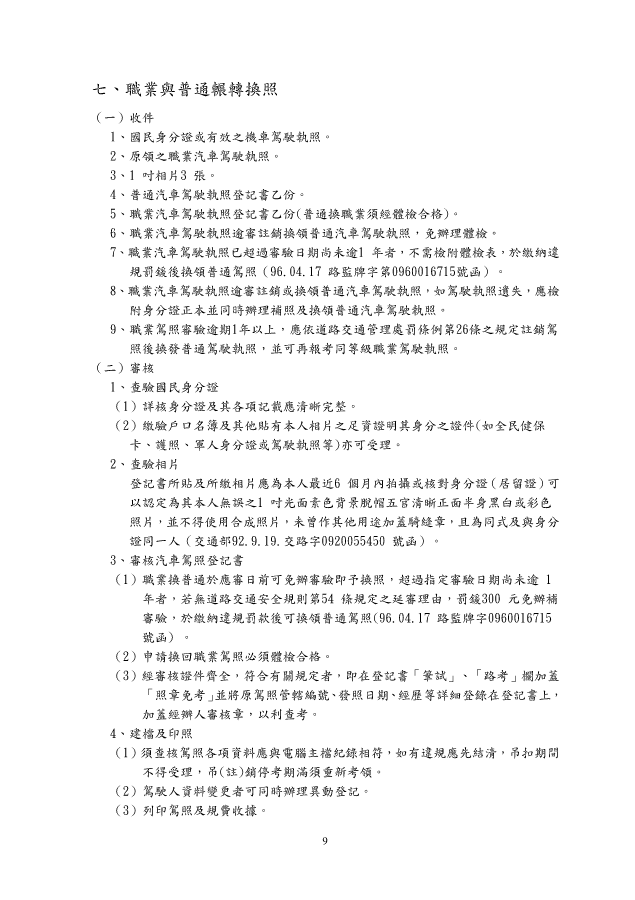 七、職業與普通輾轉換照
（一）收件
1、國民身分證或有效之機車駕駛執照。
2、原領之職業汽車駕駛執照。
3、1 吋相片3 張。
4、普通汽車駕駛執照登記書乙份。
5、職業汽車駕駛執照登記書乙份(普通換職業須經體檢合格)。
6、職業汽車駕駛執照逾審註銷換領普通汽車駕駛執照，免辦理體檢。
7、職業汽車駕駛執照已超過審驗日期尚未逾1 年者，不需檢附體檢表，於繳納違
規罰鍰後換領普通駕照（96.04.17 路監牌字第0960016715號函）。
8、職業汽車駕駛執照逾審註銷或換領普通汽車駕駛執照，如駕駛執照遺失，應檢
附身分證正本並同時辦理補照及換領普通汽車駕駛執照。
9、職業駕照審驗逾期1年以上，應依道路交通管理處罰條例第26條之規定註銷駕
照後換發普通駕駛執照，並可再報考同等級職業駕駛執照。
（二）審核
1、查驗國民身分證
（1）詳核身分證及其各項記載應清晰完整。
（2）繳驗戶口名簿及其他貼有本人相片之足資證明其身分之證件(如全民健保
卡、護照、軍人身分證或駕駛執照等)亦可受理。
2、查驗相片
登記書所貼及所繳相片應為本人最近6 個月內拍攝或核對身分證(居留證)可
以認定為其本人無誤之1 吋光面素色背景脫帽五官清晰正面半身黑白或彩色
照片，並不得使用合成照片，未曾作其他用途加蓋騎縫章，且為同式及與身分
證同一人（交通部92.9.19.交路字0920055450 號函）。
3、審核汽車駕照登記書
（1）職業換普通於應審日前可免辦審驗即予換照，超過指定審驗日期尚未逾 1
年者，若無道路交通安全規則第54 條規定之延審理由，罰鍰300 元免辦補
審驗，於繳納違規罰款後可換領普通駕照(96.04.17 路監牌字0960016715
號函）。
（2）申請換回職業駕照必須體檢合格。
（3）經審核證件齊全，符合有關規定者，即在登記書「筆試」、「路考」欄加蓋
「照章免考」並將原駕照管轄編號、發照日期、經歷等詳細登錄在登記書上，
加蓋經辦人審核章，以利查考。
4、建檔及印照
（1）須查核駕照各項資料應與電腦主檔紀錄相符，如有違規應先結清，吊扣期間
不得受理，吊(註)銷停考期滿須重新考領。
（2）駕駛人資料變更者可同時辦理異動登記。
（3）列印駕照及規費收據。
9